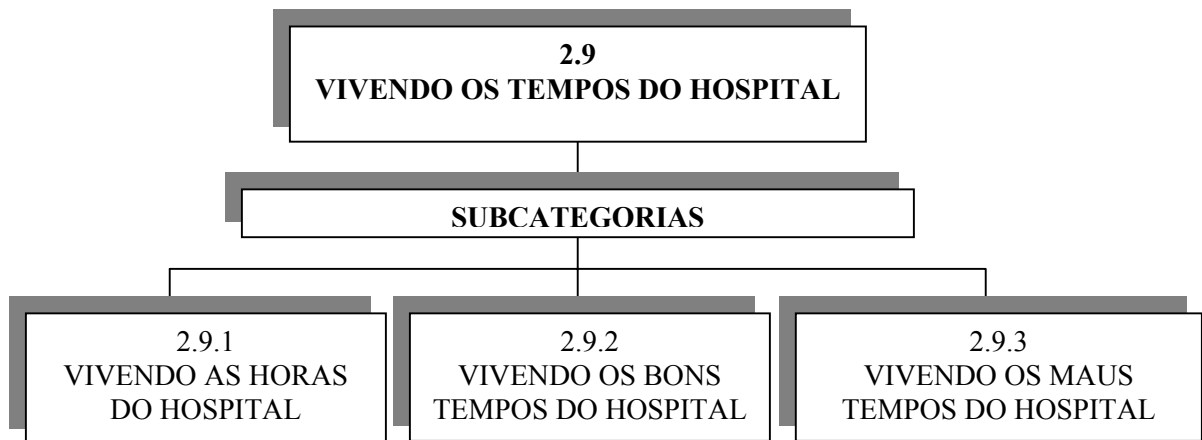 2.9
VIVENDO OS TEMPOS DO HOSPITAL
SUBCATEGORIAS
2.9.1
VIVENDO AS HORAS
DO HOSPITAL
2.9.2
VIVENDO OS BONS
TEMPOS DO HOSPITAL
2.9.3
VIVENDO OS MAUS
TEMPOS DO HOSPITAL